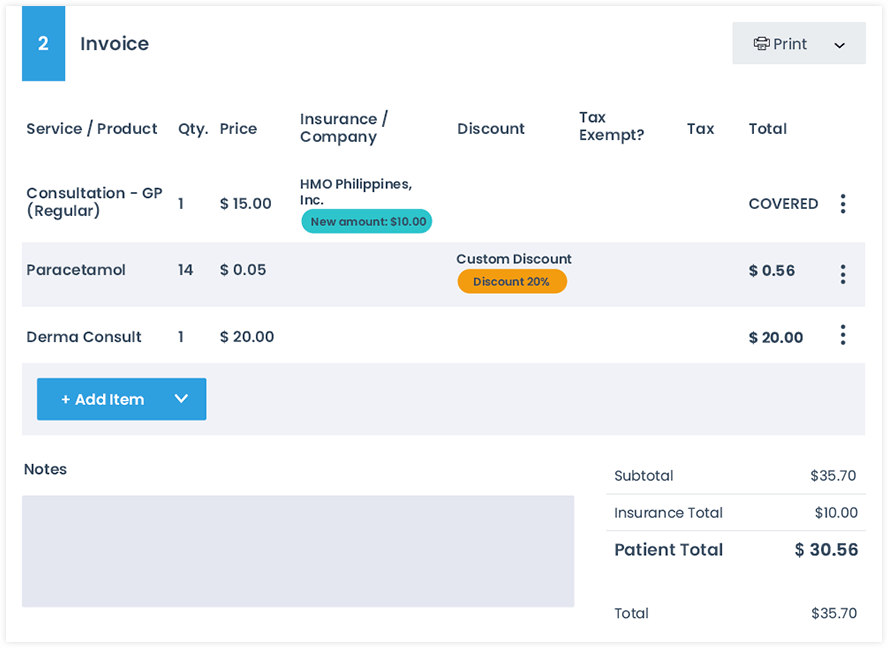 2
Invoice
Print
Service / Product
Qty.
Price
Insurance /
Company
Discount
Tax
Exempt?
Tax
Total
Consultation - GP
(Regular)
1
$ 15.00
HMO Philippines,
Inc.
New amount: $10.00
COVERED
Paracetamol
14
$ 0.05
Custom Discount
Discount 20%
$ 0.56
Derma Consult
1
$ 20.00
$ 20.00
+ Add Item
Notes
Subtotal
$35.70
Insurance Total
$10.00
Patient Total
$ 30.56
Total
$35.70